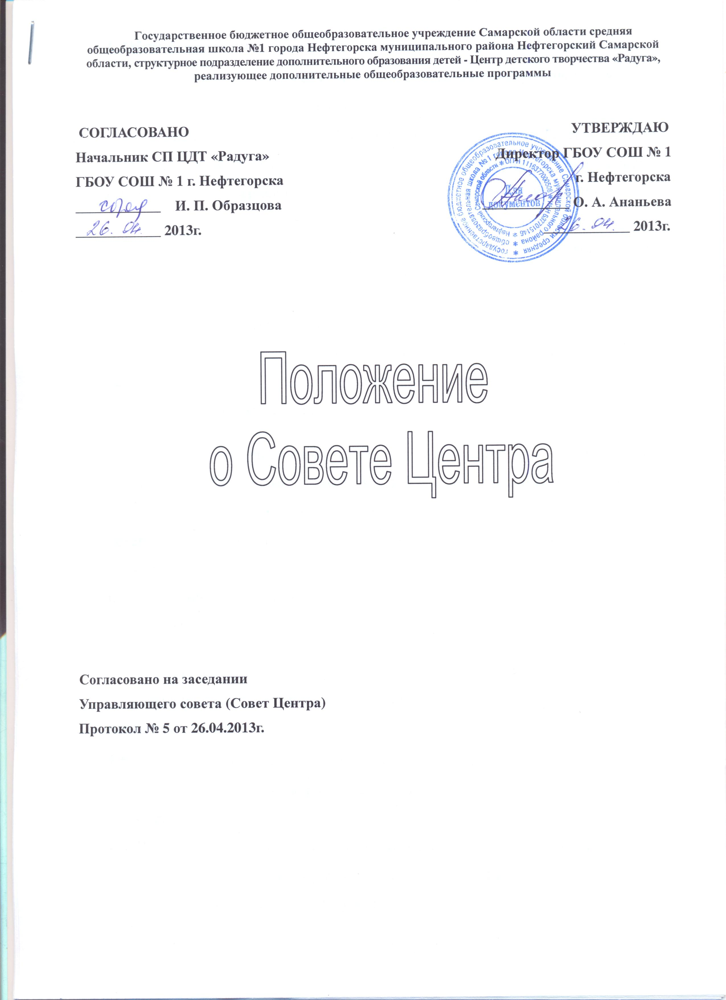 Государственное бюджетное общеобразовательное учреждение Самарской области средняя
общеобразовательная школа №1 города Нефтегорска муниципального района Нефтегорский Самарской
области, структурное подразделение дополнительного образования детей - Центр детского творчества «Радуга»,
реализующее дополнительные общеобразовательные программы
СОГЛАСОВАНО
Начальник СП ЦДТ «Радуга»
ГБОУ СОШ № 1 г. Нефтегорска
И. П. Образцова
26. 04. 2013г.
УТВЕРЖДАЮ
Директор ГБОУ СОШ № 1
г. Нефтегорска
О. А. Ананьева
26. 04. 2013г.
государственное бюджетное общеобразовательное учреждение Самарской области средняя *
общеобразовательная школа №1 города Нефтегорска муниципального района *
Нефтегорский Самарской области * ОГРН 1116377000508 * ИНН 6377015146 *
Для
документов
Положение
о Совете Центра
Согласовано на заседании
Управляющего совета (Совет Центра)
Протокол № 5 от 26.04.2013г.